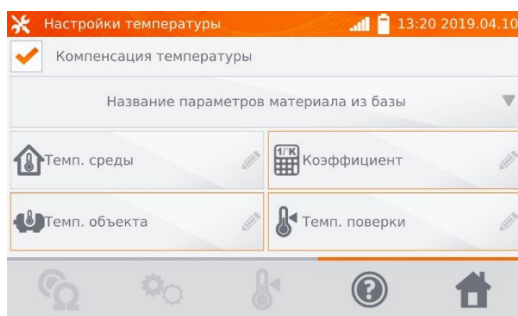 Настройки температуры 13:20 2019.04.10
Компенсация температуры
Название параметров материала из базы
Темп. среды
1/°K Коэффициент
Темп. объекта
Темп. поверки